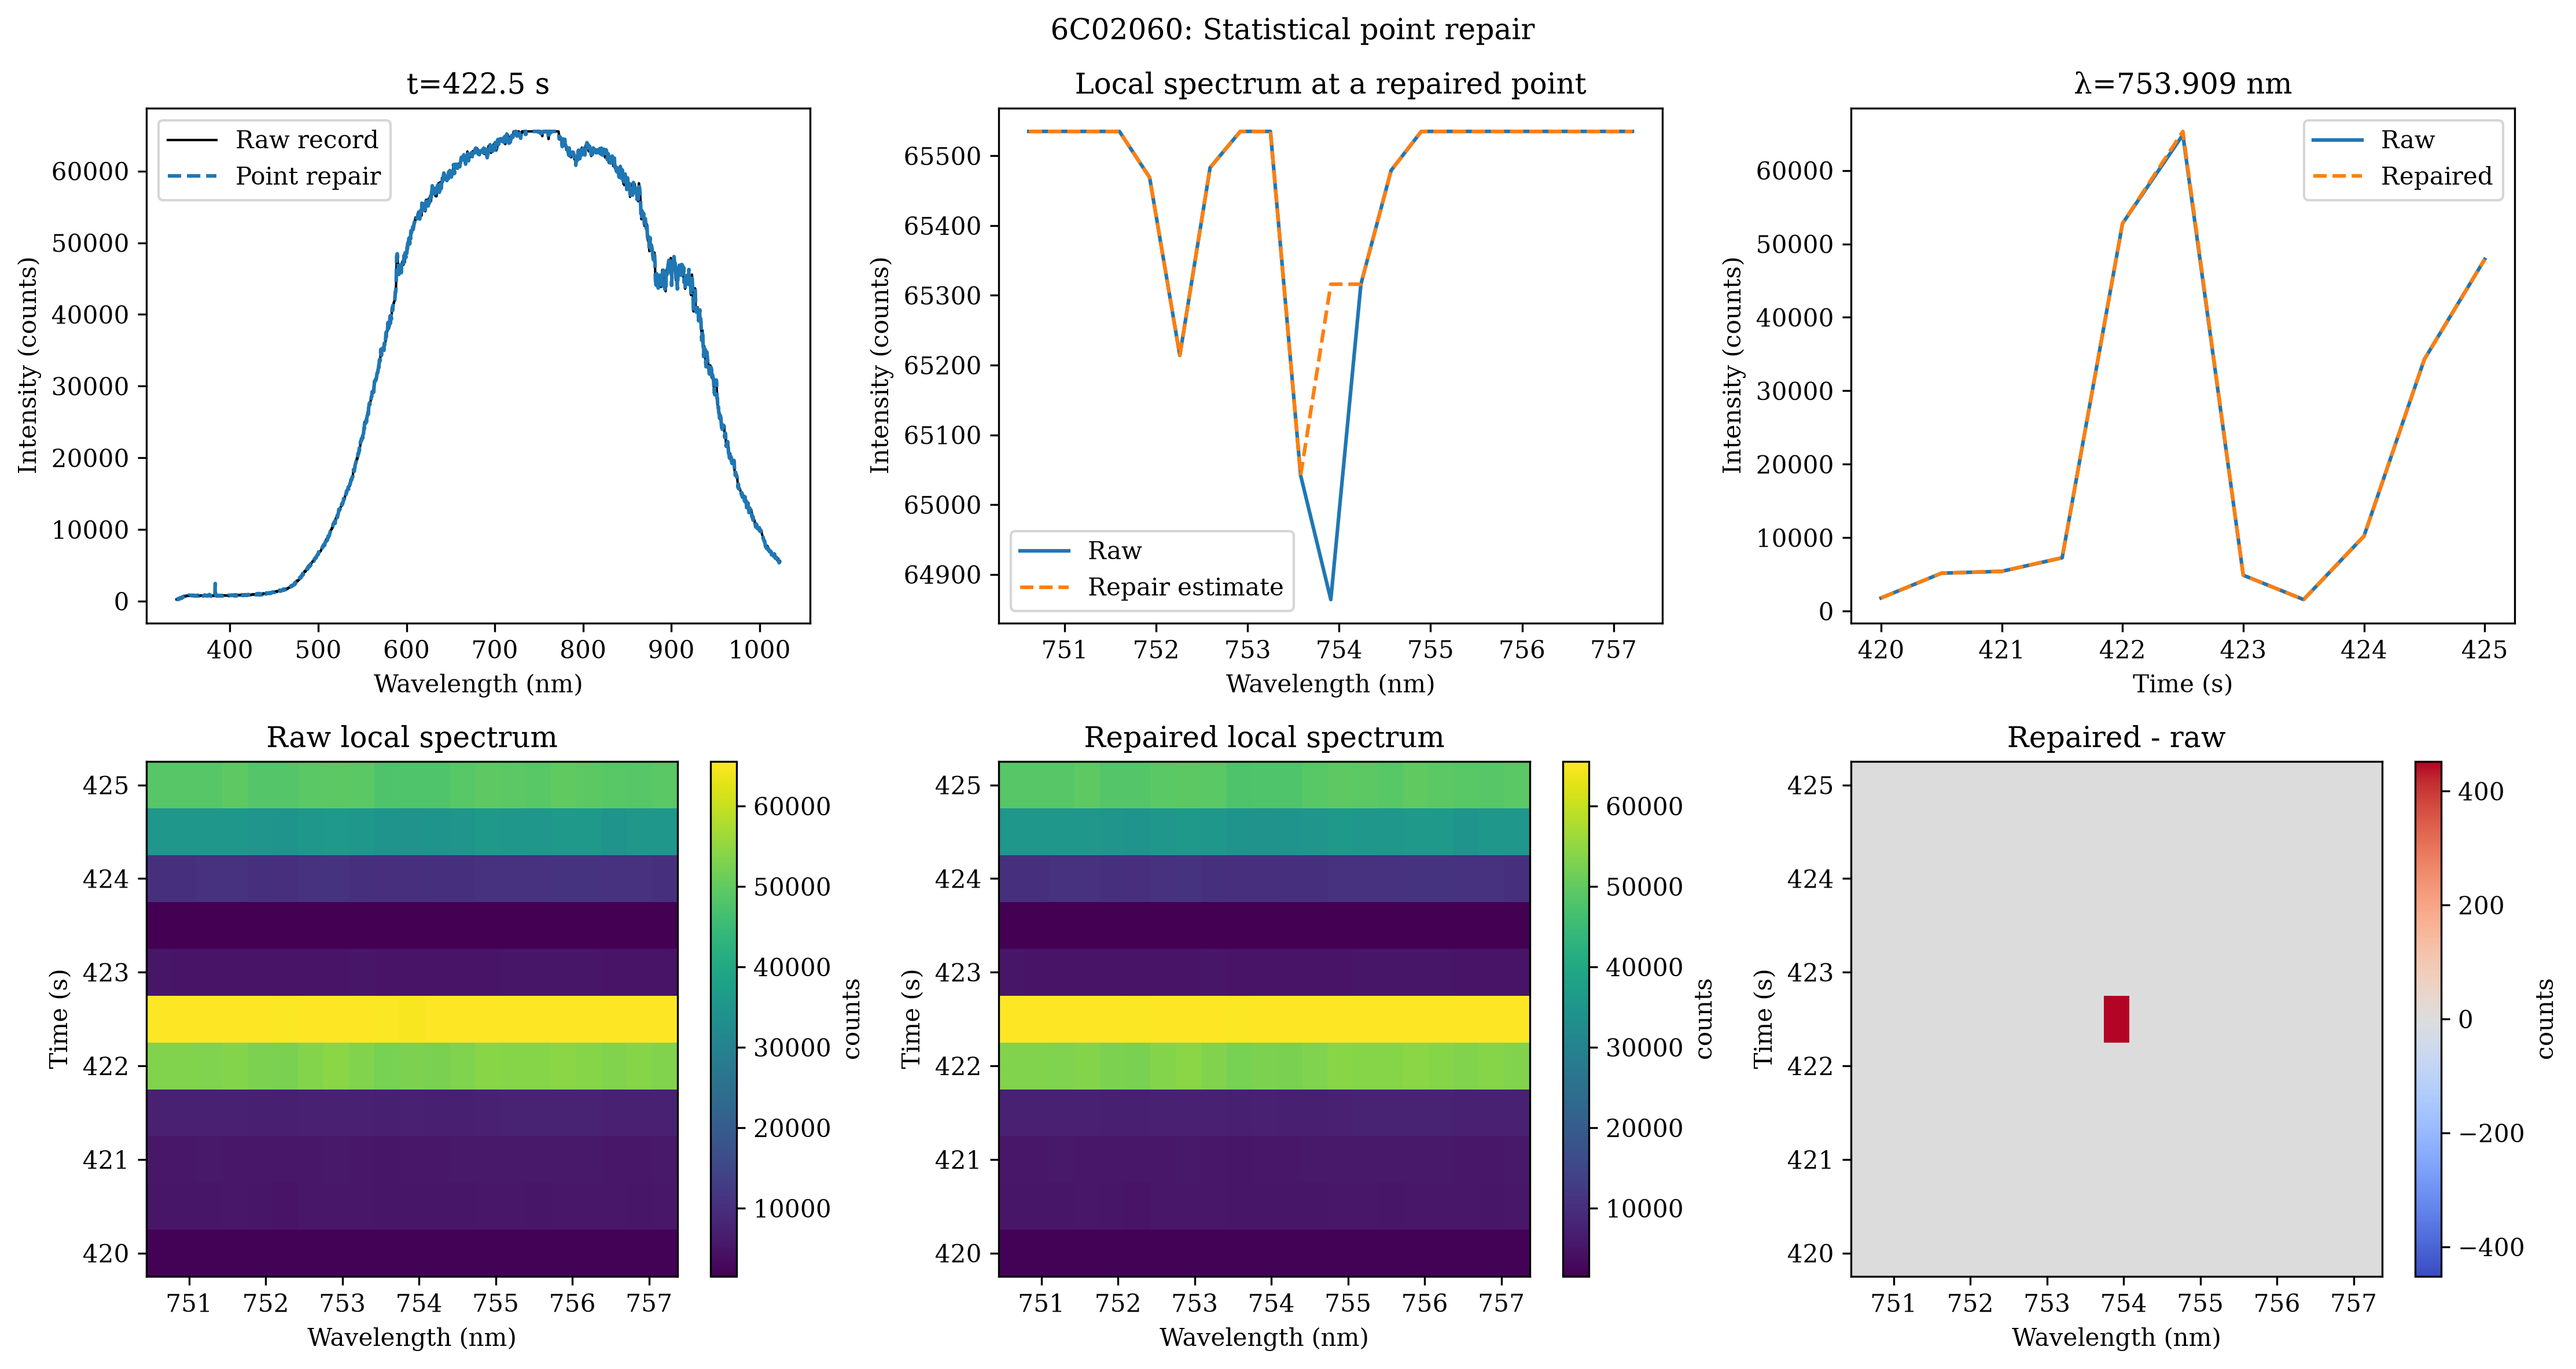 6C02060: Statistical point repair
t=422.5 s
Raw record
Point repair
Intensity (counts)
60000
50000
40000
30000
20000
10000
0
400 500 600 700 800 900 1000
Wavelength (nm)
Local spectrum at a repaired point
Intensity (counts)
65500
65400
65300
65200
65100
65000
64900
Raw
Repair estimate
751 752 753 754 755 756 757
Wavelength (nm)
λ=753.909 nm
Raw
Repaired
Intensity (counts)
60000
50000
40000
30000
20000
10000
0
420 421 422 423 424 425
Time (s)
Raw local spectrum
Time (s)
425
424
423
422
421
420
751 752 753 754 755 756 757
Wavelength (nm)
60000
50000
40000
30000
20000
10000
counts
Repaired local spectrum
Time (s)
425
424
423
422
421
420
751 752 753 754 755 756 757
Wavelength (nm)
60000
50000
40000
30000
20000
10000
counts
Repaired - raw
Time (s)
425
424
423
422
421
420
751 752 753 754 755 756 757
Wavelength (nm)
400
200
0
−200
−400
counts